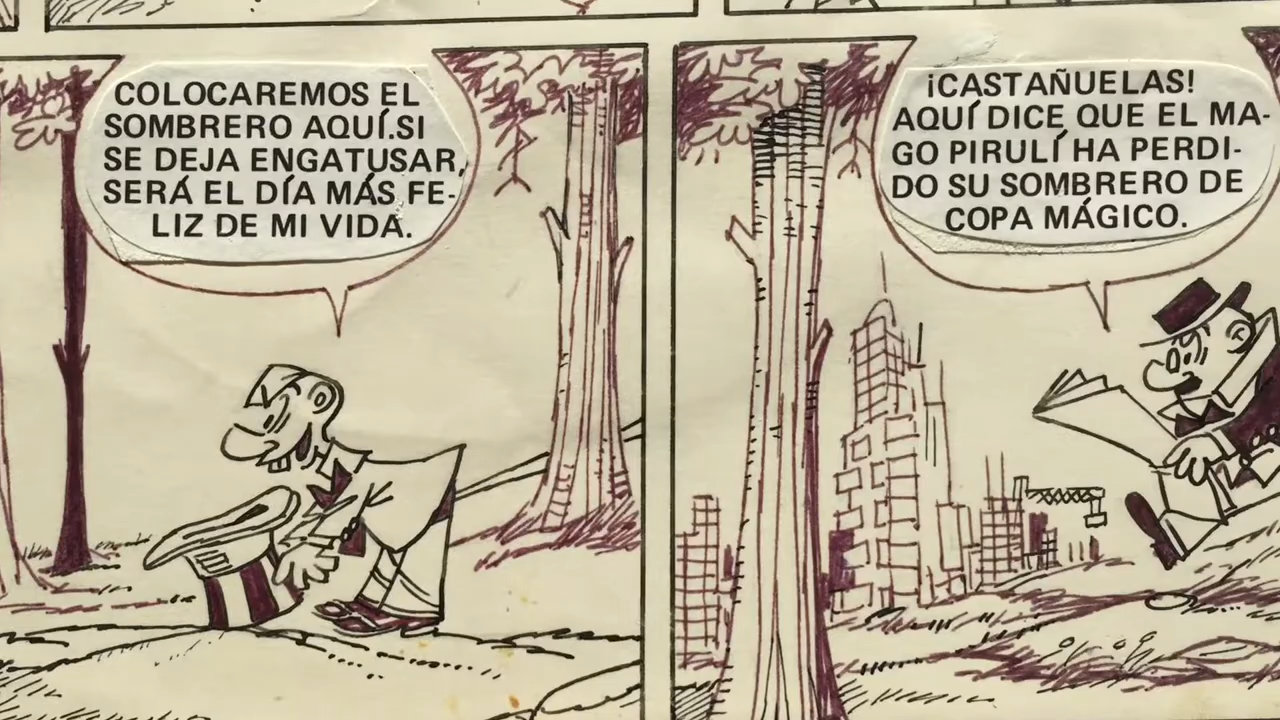 COLOCAREMOS EL
SOMBRERO AQUÍ.SI
SE DEJA ENGATUSAR,
SERÁ EL DÍA MÁS FE-
LIZ DE MI VIDA.
¡CASTAÑUELAS!
AQUÍ DICE QUE EL MA-
GO PIRULÍ HA PERDI-
DO SU SOMBRERO DE
COPA MÁGICO.